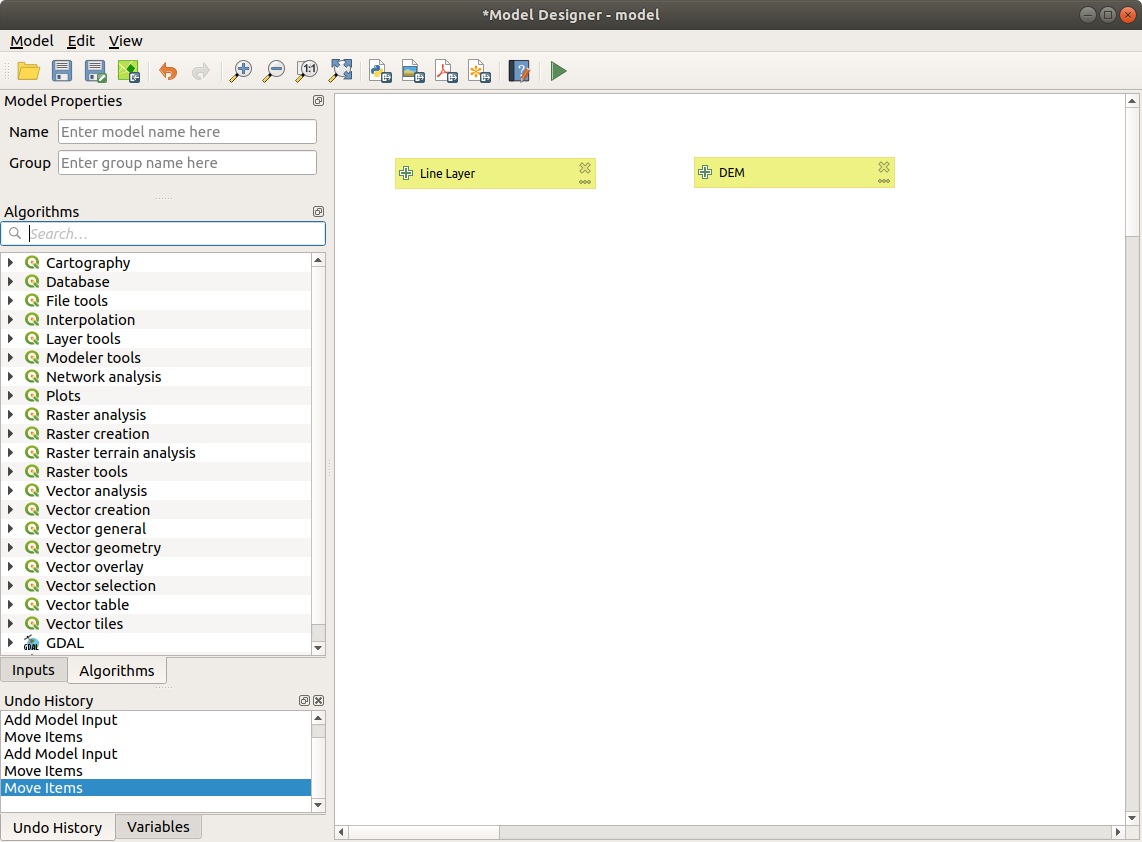 *Model Designer - model
Model Edit View
1:1
Model Properties
Name Enter model name here
Group Enter group name here
Algorithms
Search...
Cartography
Database
File tools
Interpolation
Layer tools
Modeler tools
Network analysis
Plots
Raster analysis
Raster creation
Raster terrain analysis
Raster tools
Vector analysis
Vector creation
Vector general
Vector geometry
Vector overlay
Vector selection
Vector table
Vector tiles
GDAL GDAL
Inputs Algorithms
Undo History
Add Model Input
Move Items
Add Model Input
Move Items
Move Items
Undo History Variables
Line Layer
DEM